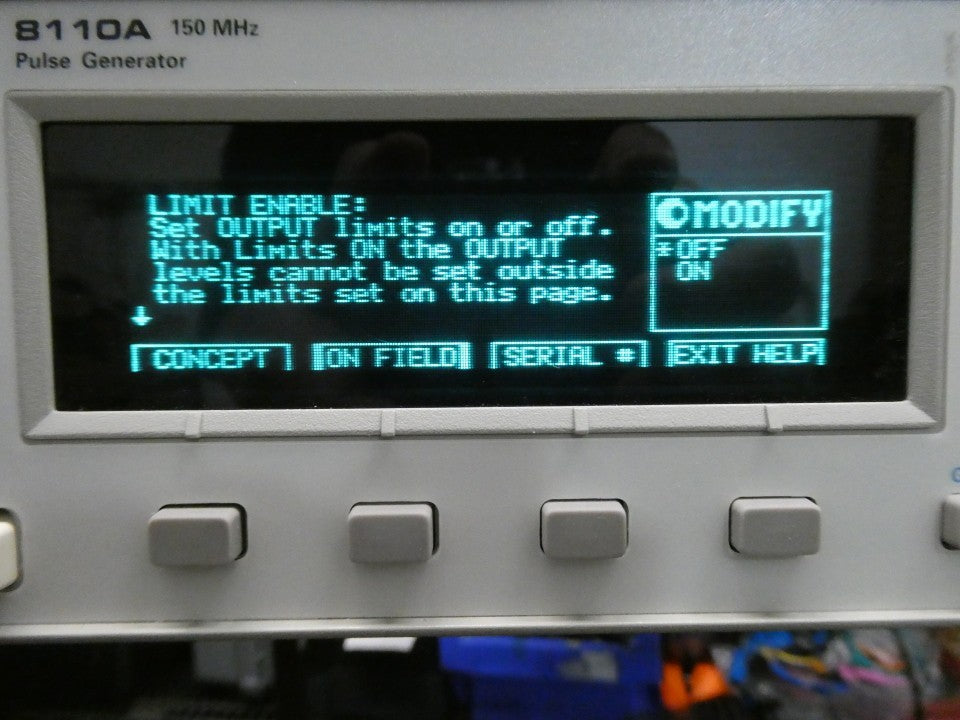 8110A 150 MHz
Pulse Generator
LIMIT ENABLE:
Set OUTPUT limits on or off.
With Limits ON the OUTPUT
levels cannot be set outside
the limits set on this page.
MODIFY
OFF
ON
CONCEPT
ON FIELD
SERIAL #
EXIT HELP